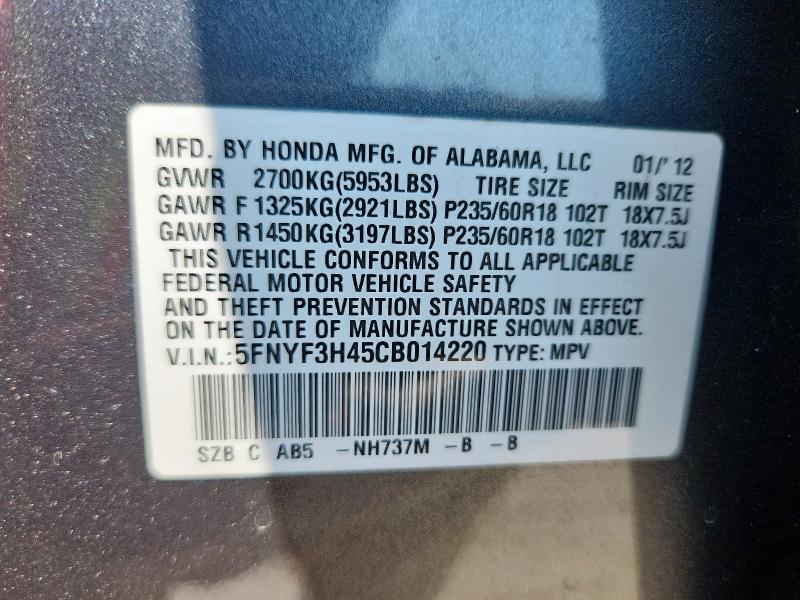 MFD. BY HONDA MFG. OF ALABAMA, LLC 01/'12
GVWR 2700KG(5953LBS) TIRE SIZE RIM SIZE
GAWR F 1325KG(2921LBS) P235/60R18 102T 18X7.5J
GAWR R1450KG(3197LBS) P235/60R18 102T 18X7.5J
THIS VEHICLE CONFORMS TO ALL APPLICABLE
FEDERAL MOTOR VEHICLE SAFETY
AND THEFT PREVENTION STANDARDS IN EFFECT
ON THE DATE OF MANUFACTURE SHOWN ABOVE.
V.I.N.:5FNYF3H45CB014220 TYPE: MPV
SZB C AB5 -NH737M -B -B